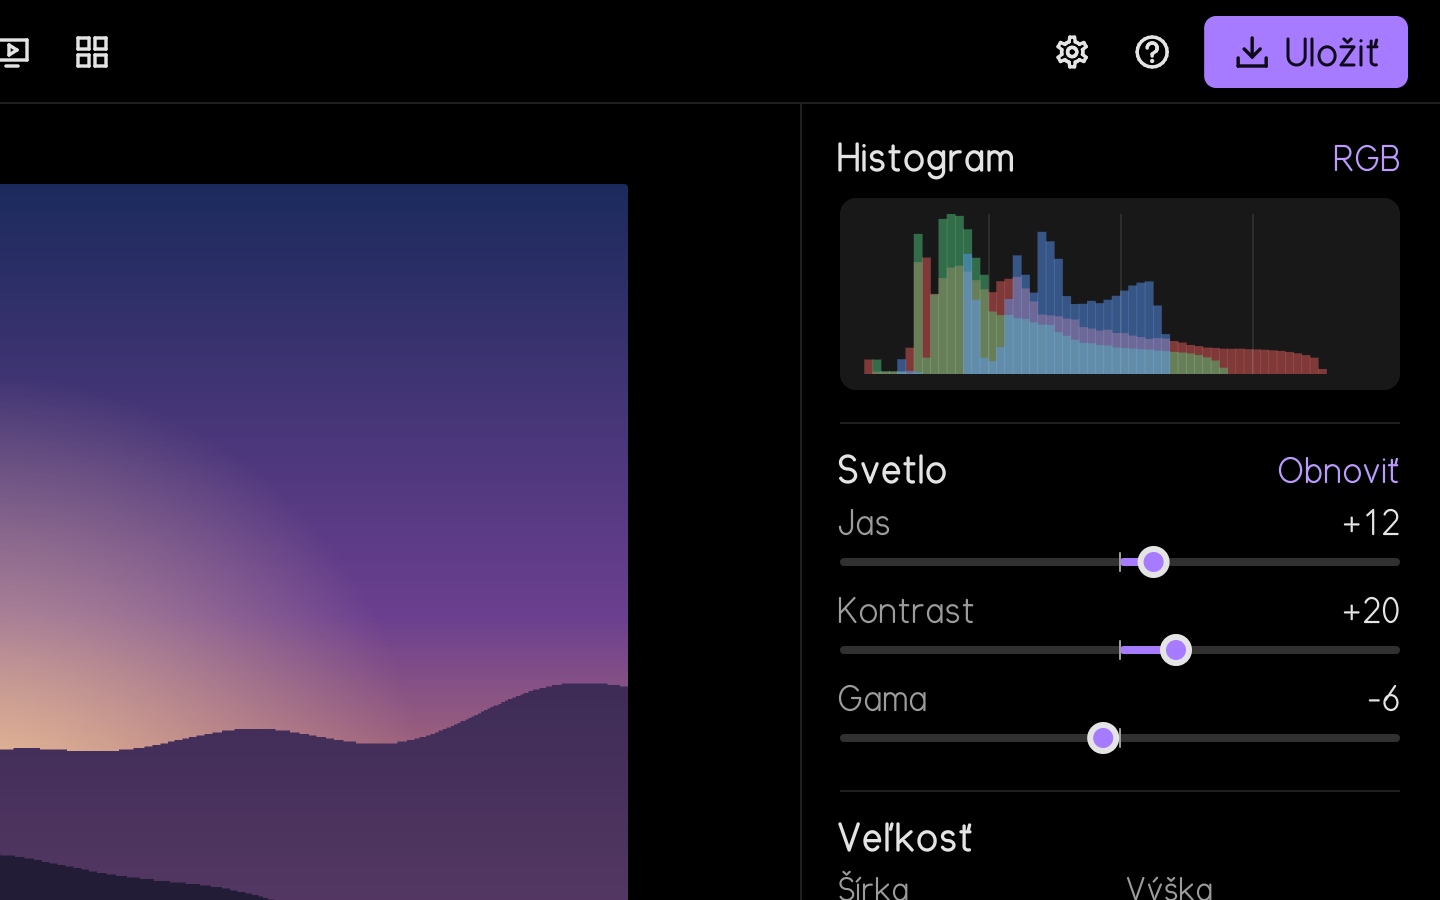 Uložiť
Histogram RGB
Svetlo Obnoviť
Jas +12
Kontrast +20
Gama -6
Veľkosť
Šírka Výška